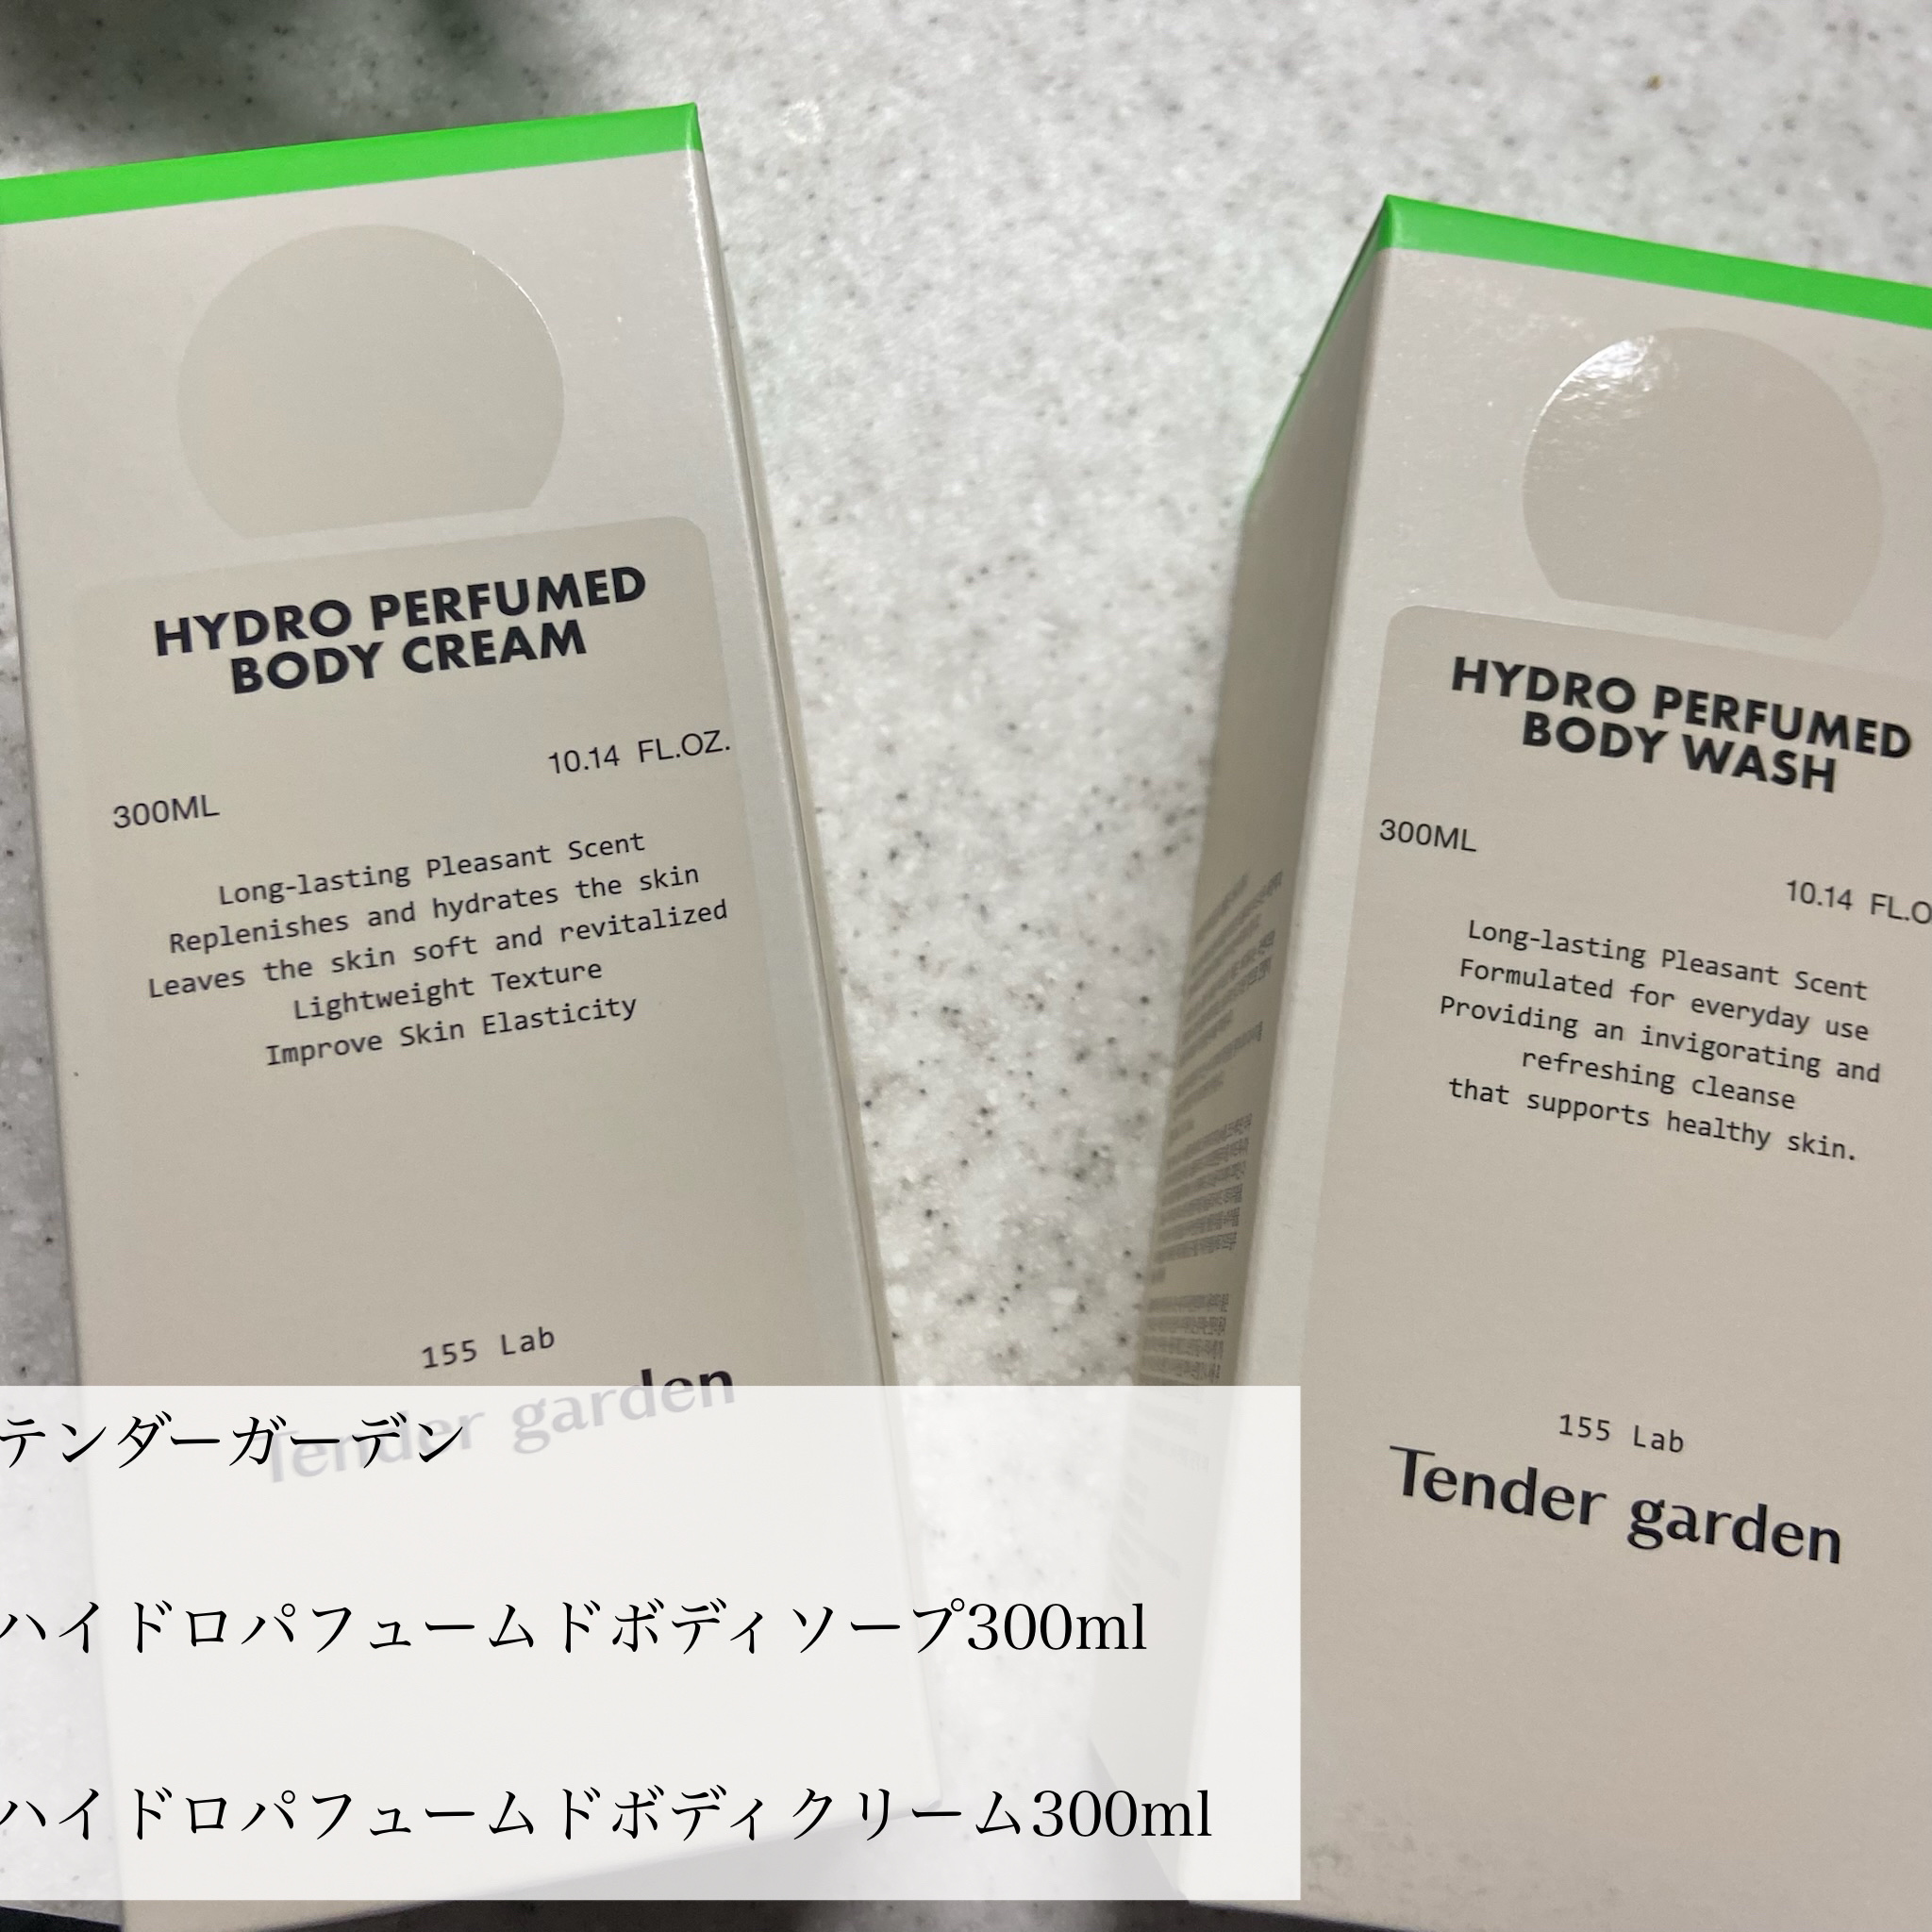 HYDRO PERFUMED
BODY CREAM
10.14 FL.OZ.
300ML
Long-lasting Pleasant Scent
Replenishes and hydrates the skin
Leaves the skin soft and revitalized
Lightweight Texture
Improve Skin Elasticity
155 Lab
Tender garden
HYDRO PERFUMED
BODY WASH
300ML
10.14 FL.O
Long-lasting Pleasant Scent
Formulated for everyday use
Providing an invigorating and
refreshing cleanse
that supports healthy skin.
155 Lab
Tender garden
テンダーガーデン
ハイドロパフュームドボディソープ300ml
ハイドロパフュームドボディクリーム300ml